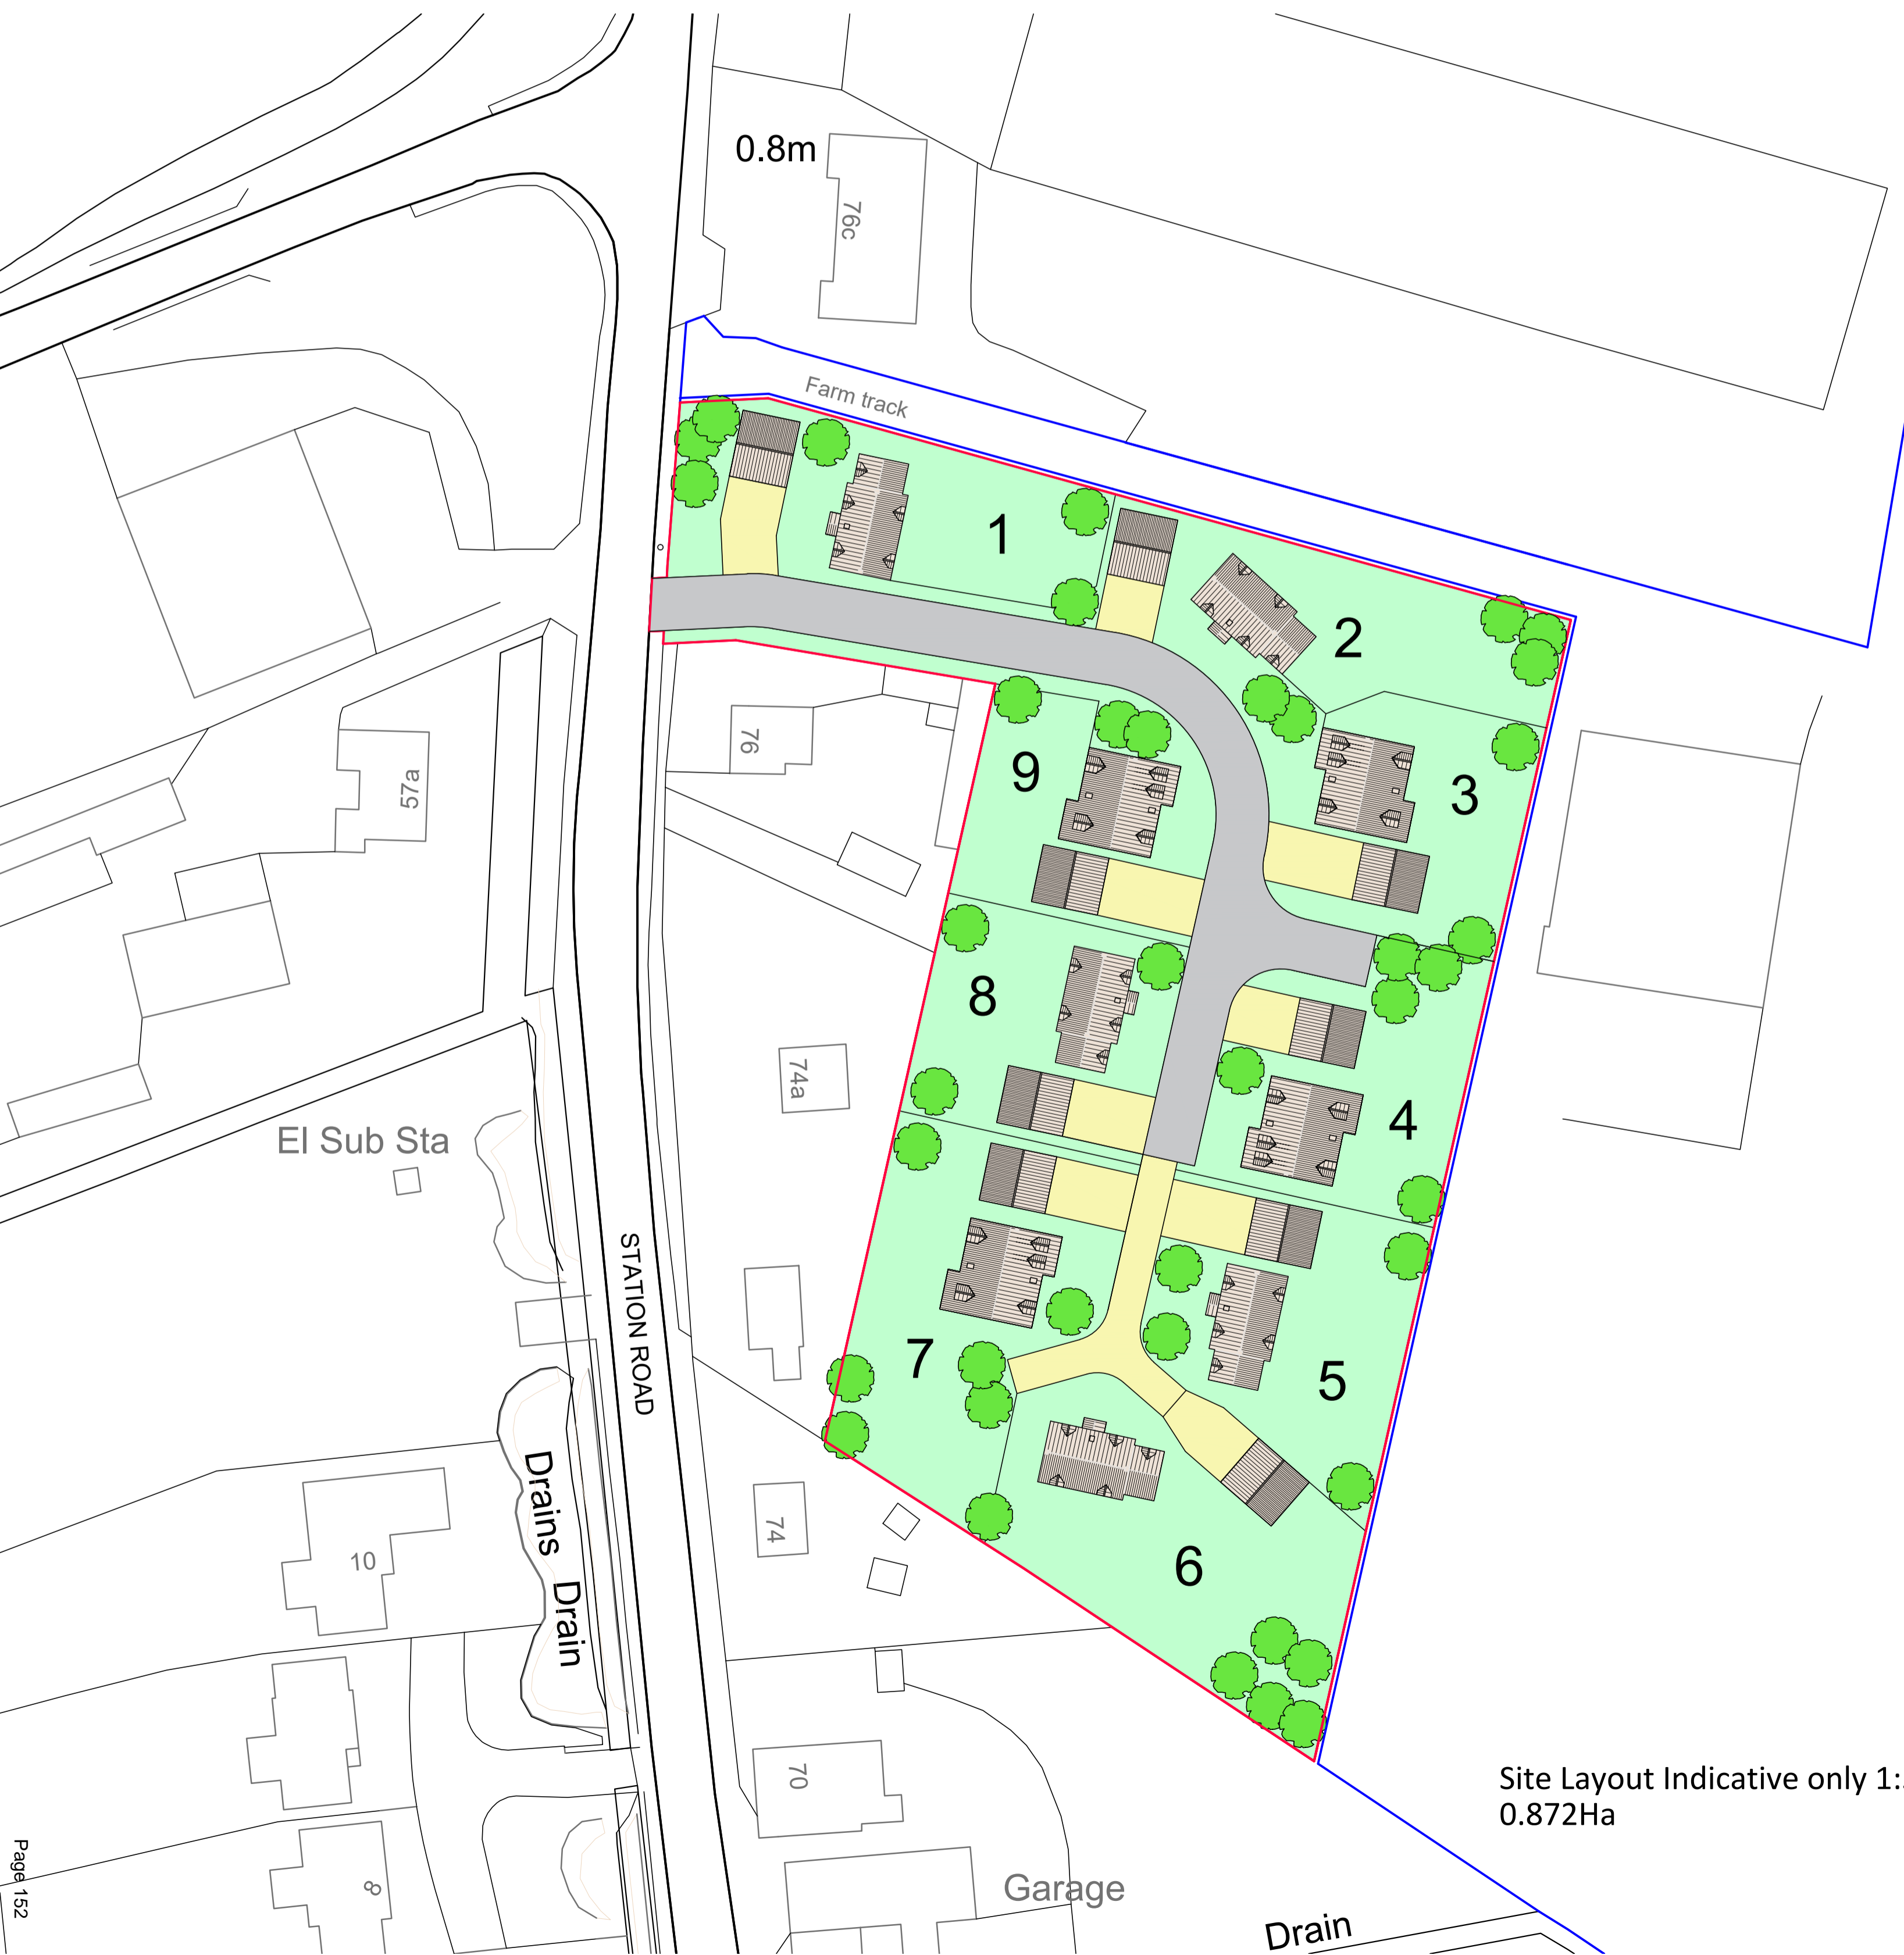 0.8m
76c
Farm track
1
2
76
9
3
57a
8
74a
4
El Sub Sta
STATION ROAD
7
5
Drains
74
10
6
Drain
70
Site Layout Indicative only 1:
0.872Ha
Page 152
8
Garage
Drain